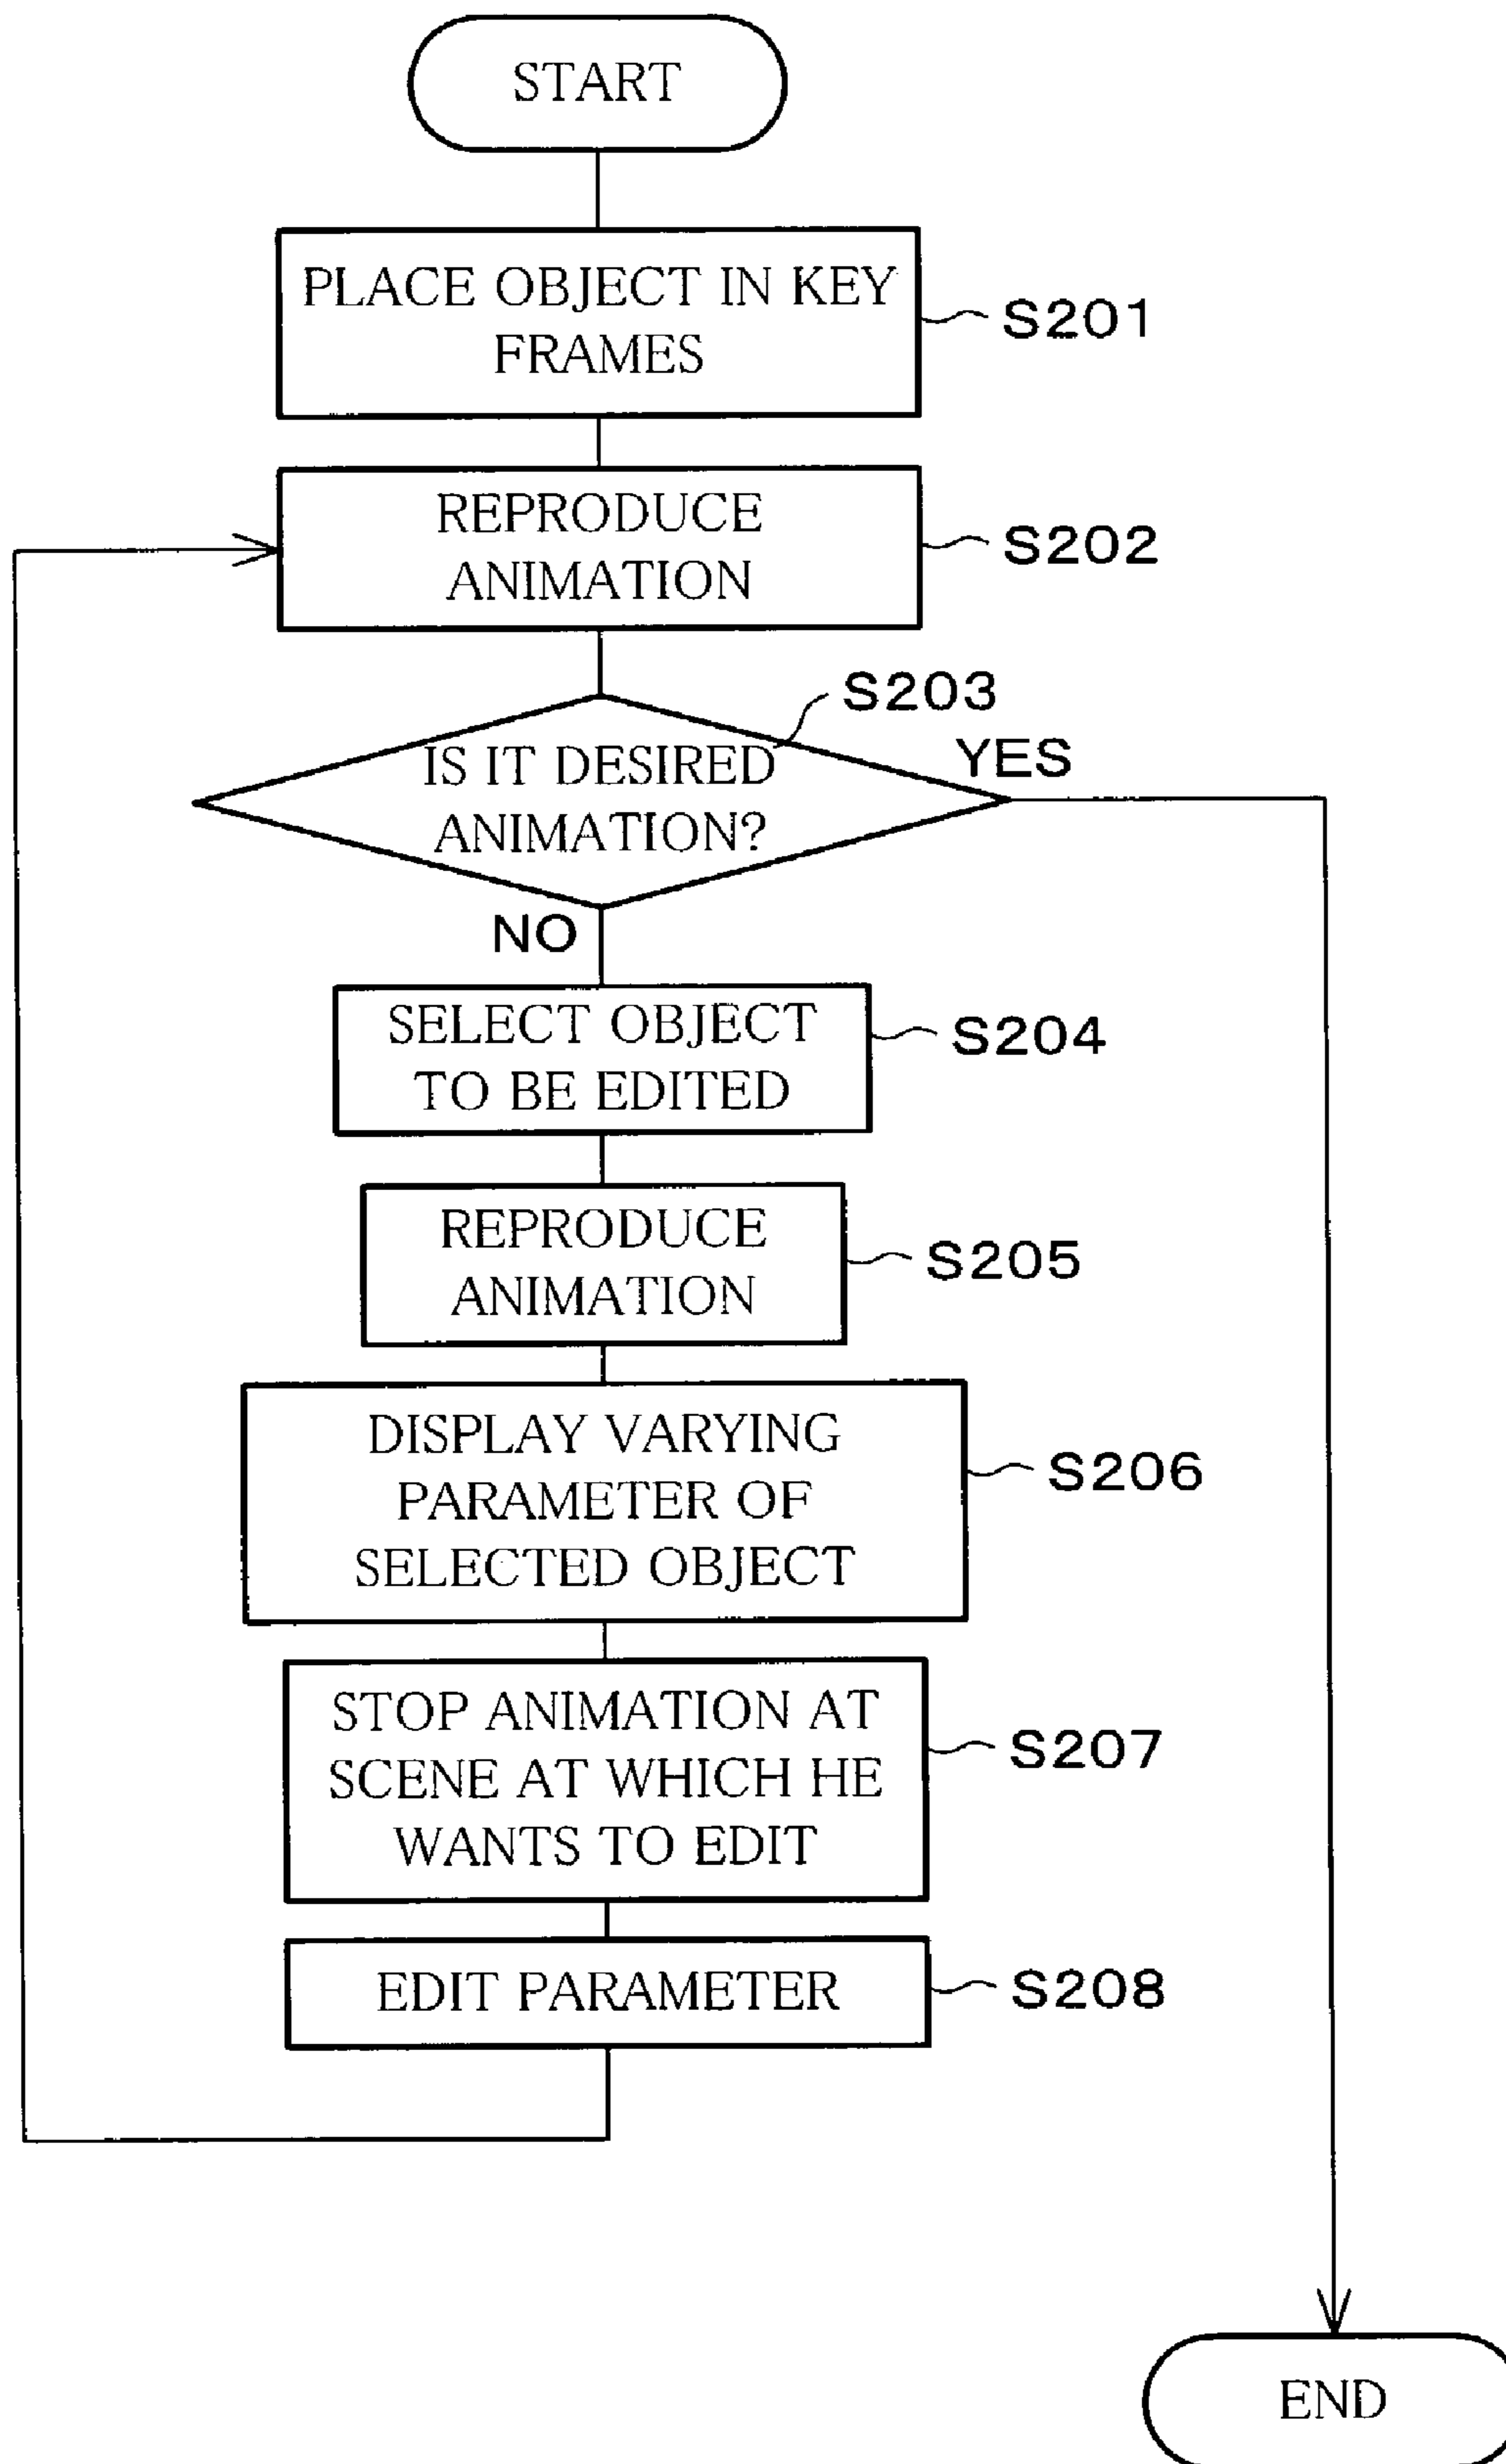 START
PLACE OBJECT IN KEY
FRAMES
S201
REPRODUCE
ANIMATION
S202
S203
IS IT DESIRED
ANIMATION?
YES
NO
SELECT OBJECT
TO BE EDITED
S204
REPRODUCE
ANIMATION
S205
DISPLAY VARYING
PARAMETER OF
SELECTED OBJECT
S206
STOP ANIMATION AT
SCENE AT WHICH HE
WANTS TO EDIT
S207
EDIT PARAMETER
S208
END